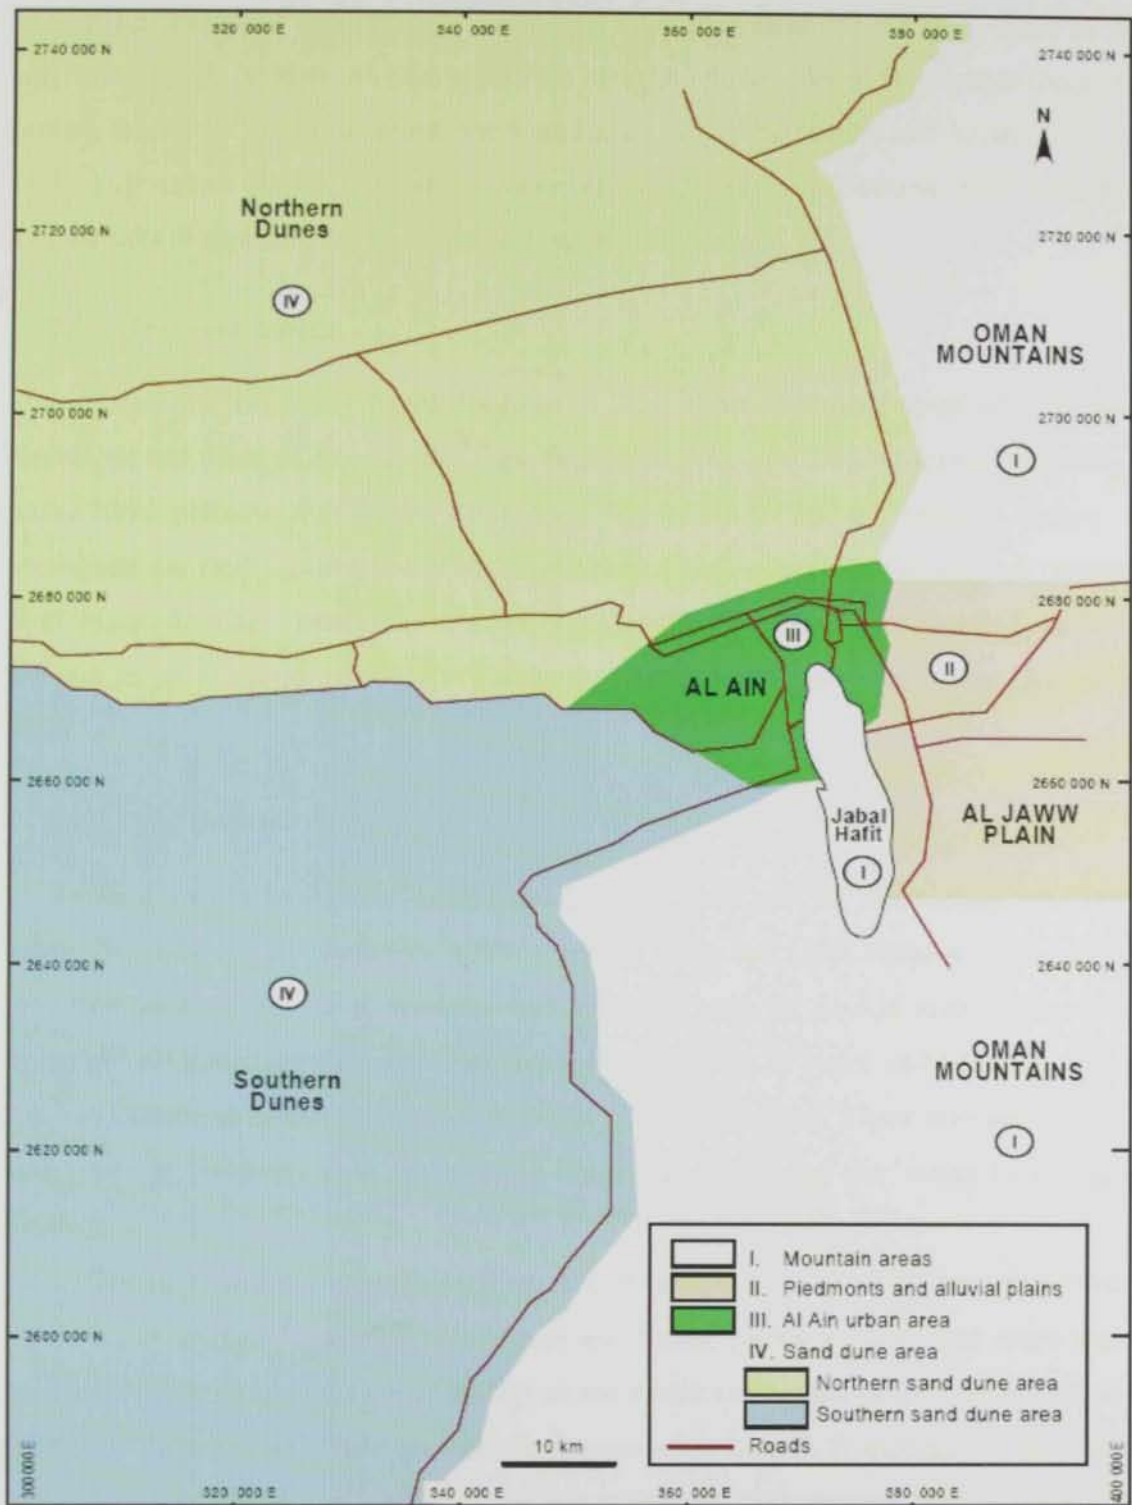 320 000 E
340 000 E
360 000 E
380 000 E
2740 000 N
2740 000 N
N
Northern
Dunes
2720 000 N
2720 000 N
IV
OMAN
MOUNTAINS
2700 000 N
2700 000 N
I
2680 000 N
2680 000 N
III
II
AL AIN
2660 000 N
2660 000 N
Jabal
Hafit
AL JAWW
PLAIN
I
2640 000 N
2640 000 N
IV
OMAN
MOUNTAINS
Southern
Dunes
2620 000 N
I
I. Mountain areas
II. Piedmonts and alluvial plains
III. Al Ain urban area
IV. Sand dune area
Northern sand dune area
Southern sand dune area
Roads
2600 000 N
10 km
300000 E
320 000 E
340 000 E
360 000 E
380 000 E
400 000 E